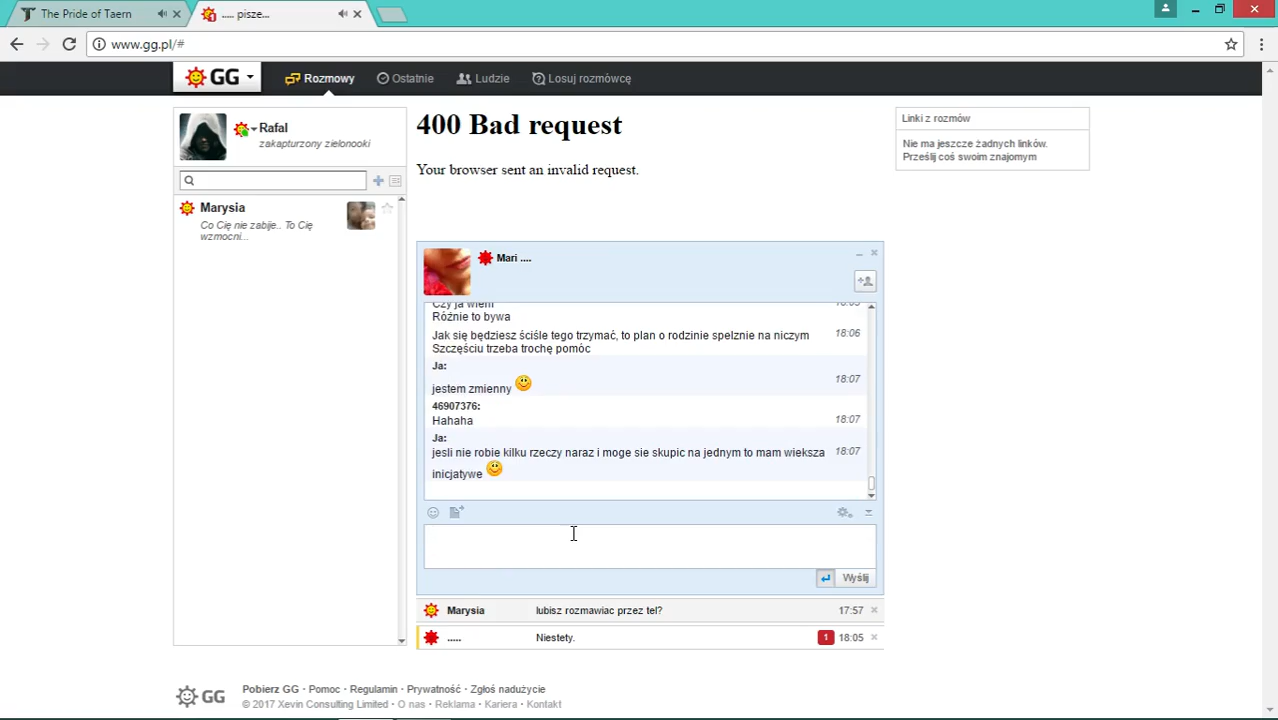 The Pride of Taern
1
..... pisze...
www.gg.pl/#
GG
Rozmowy
Ostatnie
Ludzie
Losuj rozmówcę
Rafal
zakapturzony zielonooki
Marysia
Co Cię nie zabije.. To Cię
wzmocni...
400 Bad request
Your browser sent an invalid request.
Linki z rozmów
Nie ma jeszcze żadnych linków.
Prześlij coś swoim znajomym
Mari ....
Czy ja wiem
Różnie to bywa
Jak się będziesz ściśle tego trzymać, to plan o rodzinie spelznie na niczym 18:06
Szczęściu trzeba trochę pomóc
Ja:
jestem zmienny 18:07
46907376:
Hahaha 18:07
Ja:
jesli nie robie kilku rzeczy naraz i moge sie skupic na jednym to mam wieksza 18:07
inicjatywe
Wyślij
Marysia lubisz rozmawiac przez tel? 17:57
..... Niestety. 1 18:05
GG
Pobierz GG · Pomoc · Regulamin · Prywatność · Zgłoś nadużycie
© 2017 Xevin Consulting Limited · O nas · Reklama · Kariera · Kontakt